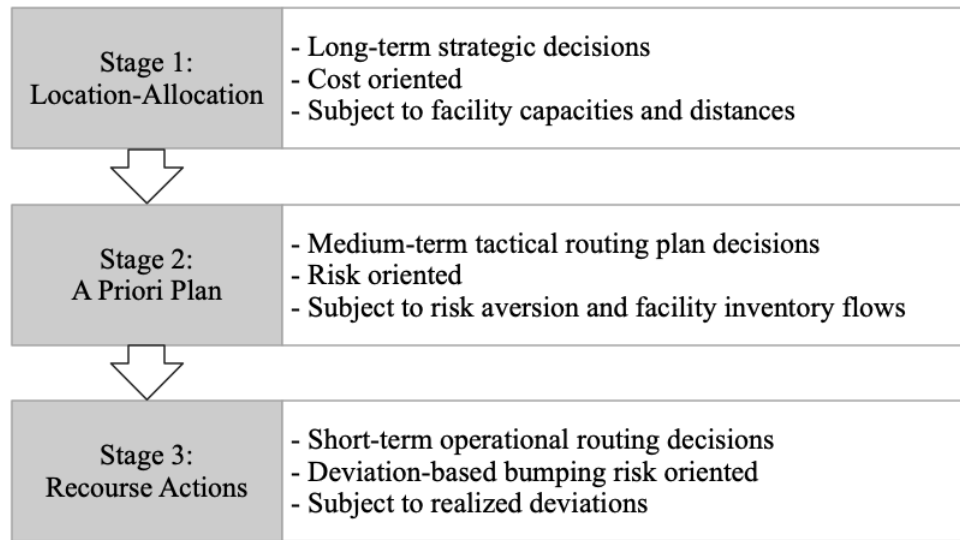 Stage 1:
Location-Allocation
- Long-term strategic decisions
- Cost oriented
- Subject to facility capacities and distances
Stage 2:
A Priori Plan
- Medium-term tactical routing plan decisions
- Risk oriented
- Subject to risk aversion and facility inventory flows
Stage 3:
Recourse Actions
- Short-term operational routing decisions
- Deviation-based bumping risk oriented
- Subject to realized deviations